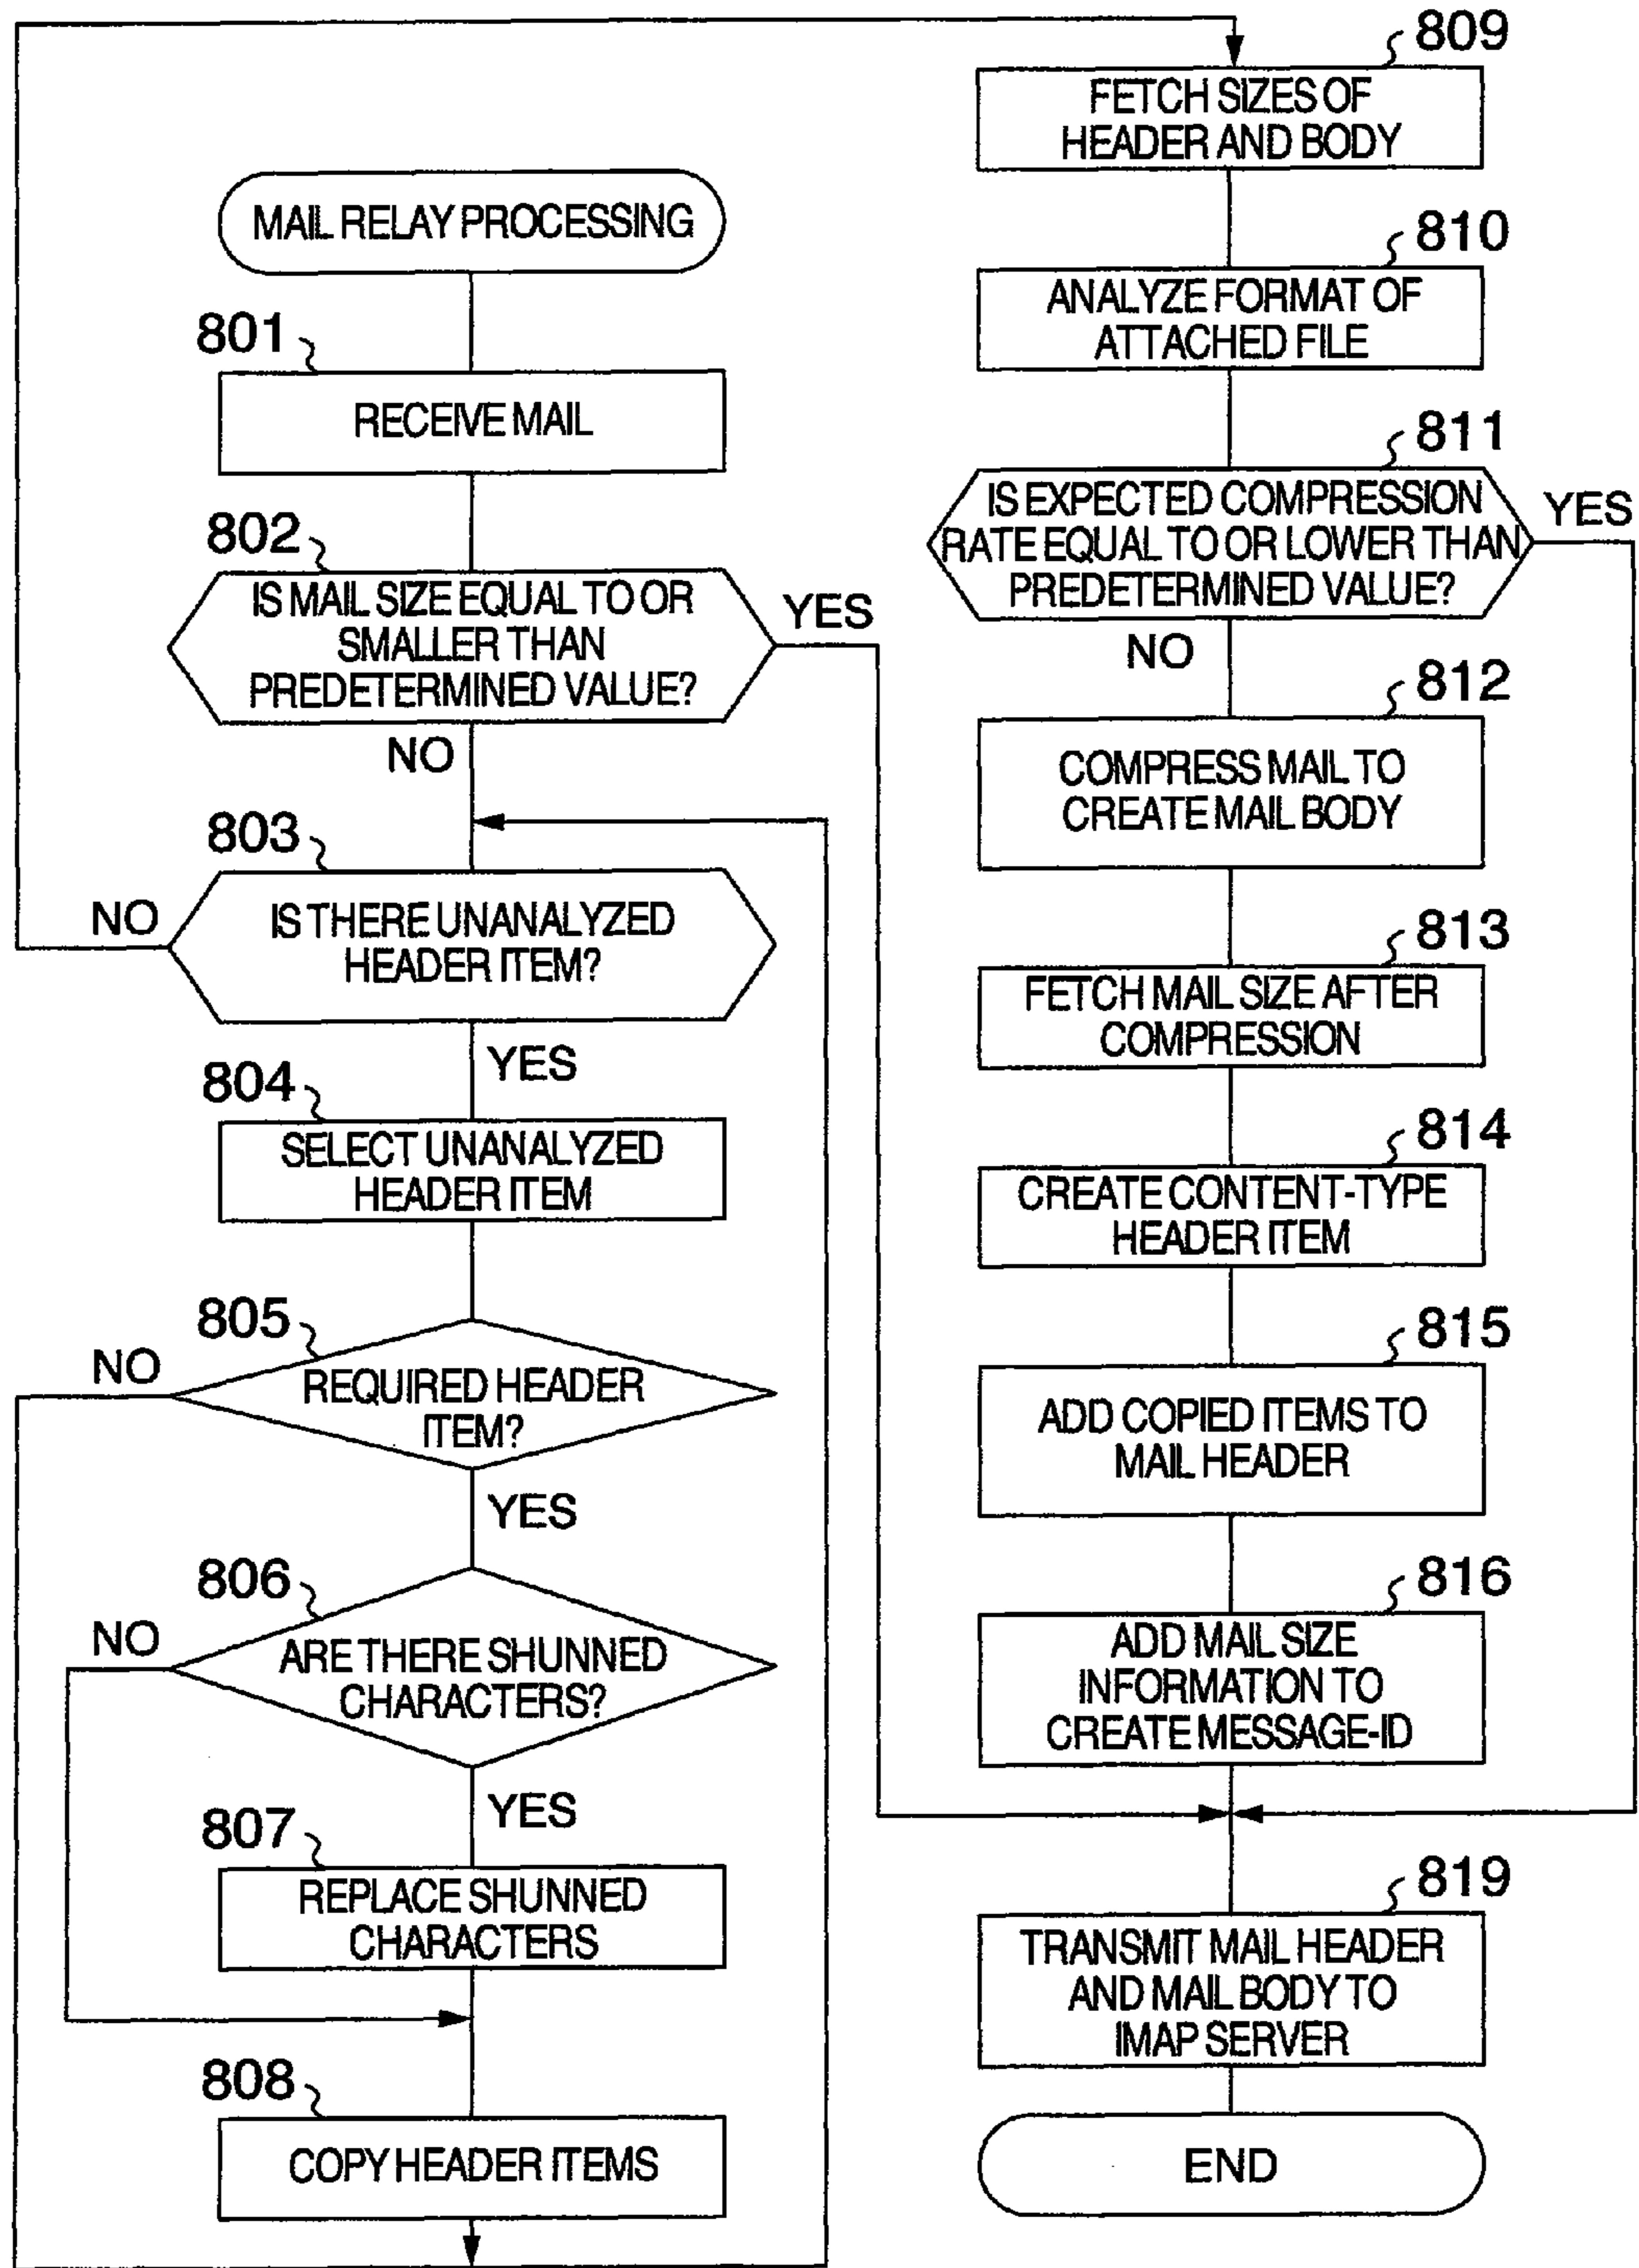 MAIL RELAY PROCESSING
801
RECEIVE MAIL
802
IS MAIL SIZE EQUAL TO OR
SMALLER THAN
PREDETERMINED VALUE?
YES
NO
803
IS THERE UNANALYZED
HEADER ITEM?
NO
YES
804
SELECT UNANALYZED
HEADER ITEM
805
REQUIRED HEADER
ITEM?
NO
YES
806
ARE THERE SHUNNED
CHARACTERS?
NO
YES
807
REPLACE SHUNNED
CHARACTERS
808
COPY HEADER ITEMS
809
FETCH SIZES OF
HEADER AND BODY
810
ANALYZE FORMAT OF
ATTACHED FILE
811
IS EXPECTED COMPRESSION
RATE EQUAL TO OR LOWER THAN
PREDETERMINED VALUE?
YES
NO
812
COMPRESS MAIL TO
CREATE MAIL BODY
813
FETCH MAIL SIZE AFTER
COMPRESSION
814
CREATE CONTENT-TYPE
HEADER ITEM
815
ADD COPIED ITEMS TO
MAIL HEADER
816
ADD MAIL SIZE
INFORMATION TO
CREATE MESSAGE-ID
819
TRANSMIT MAIL HEADER
AND MAIL BODY TO
IMAP SERVER
END